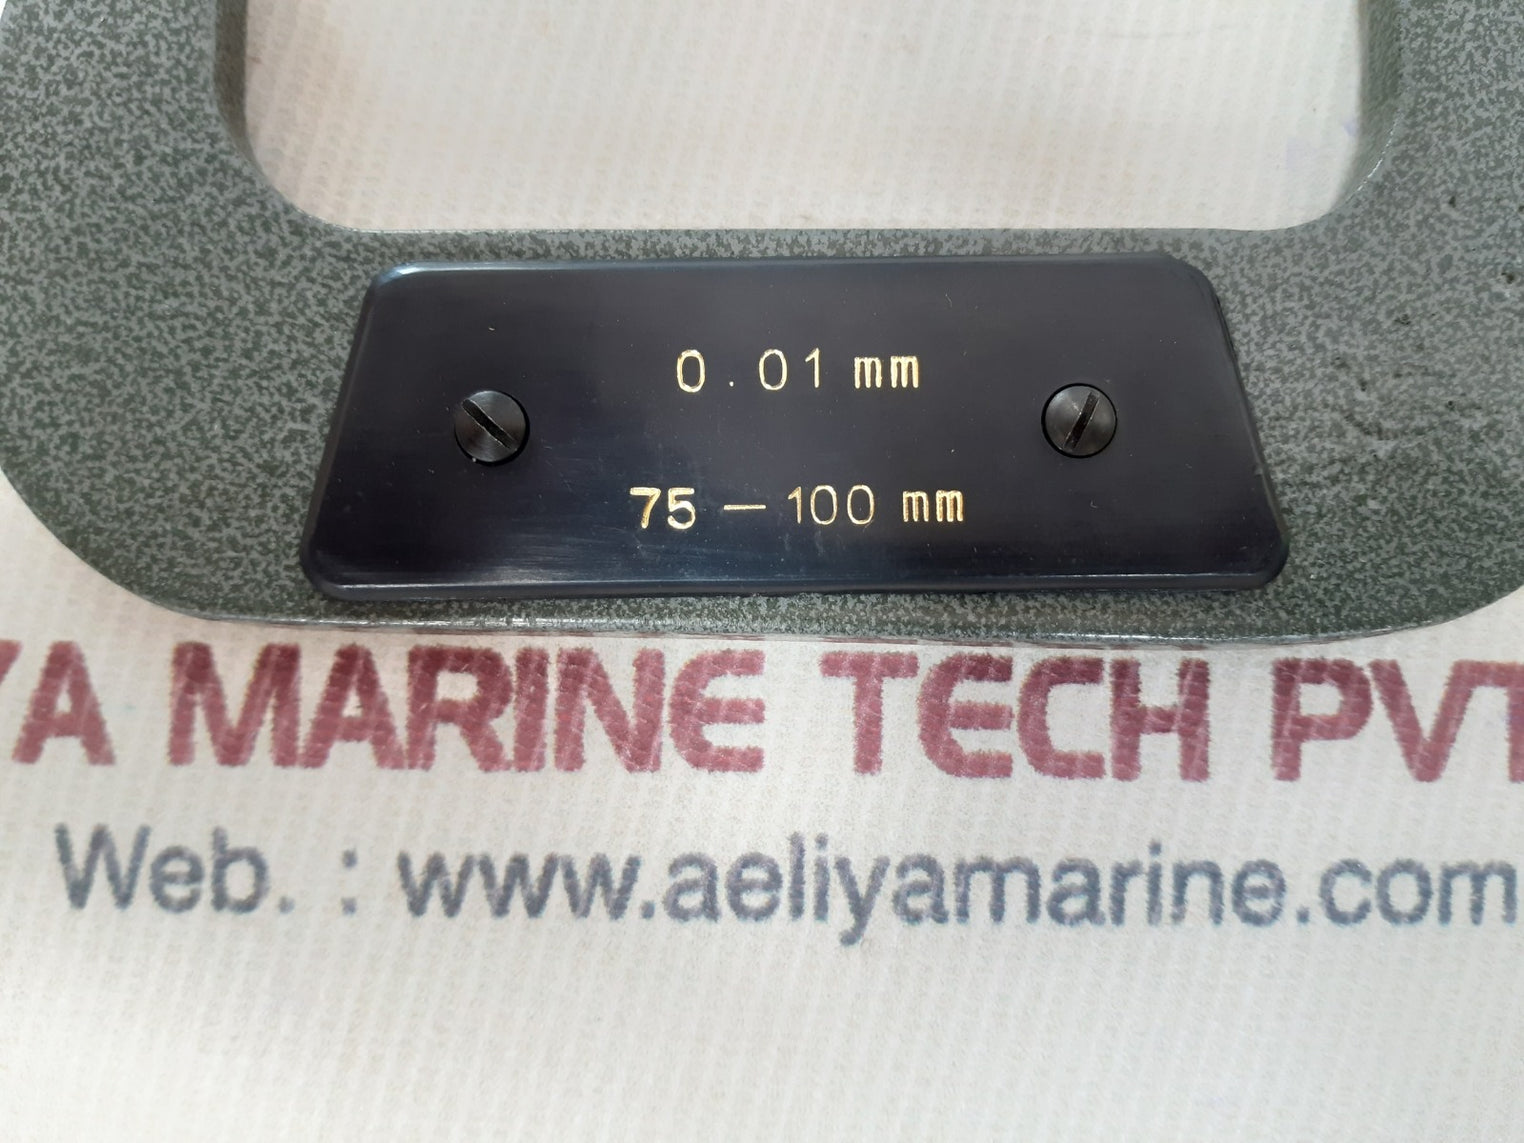 0.01 mm
75 – 100 mm
YA MARINE TECH PVT
Web. : www.aeliyamarine.com